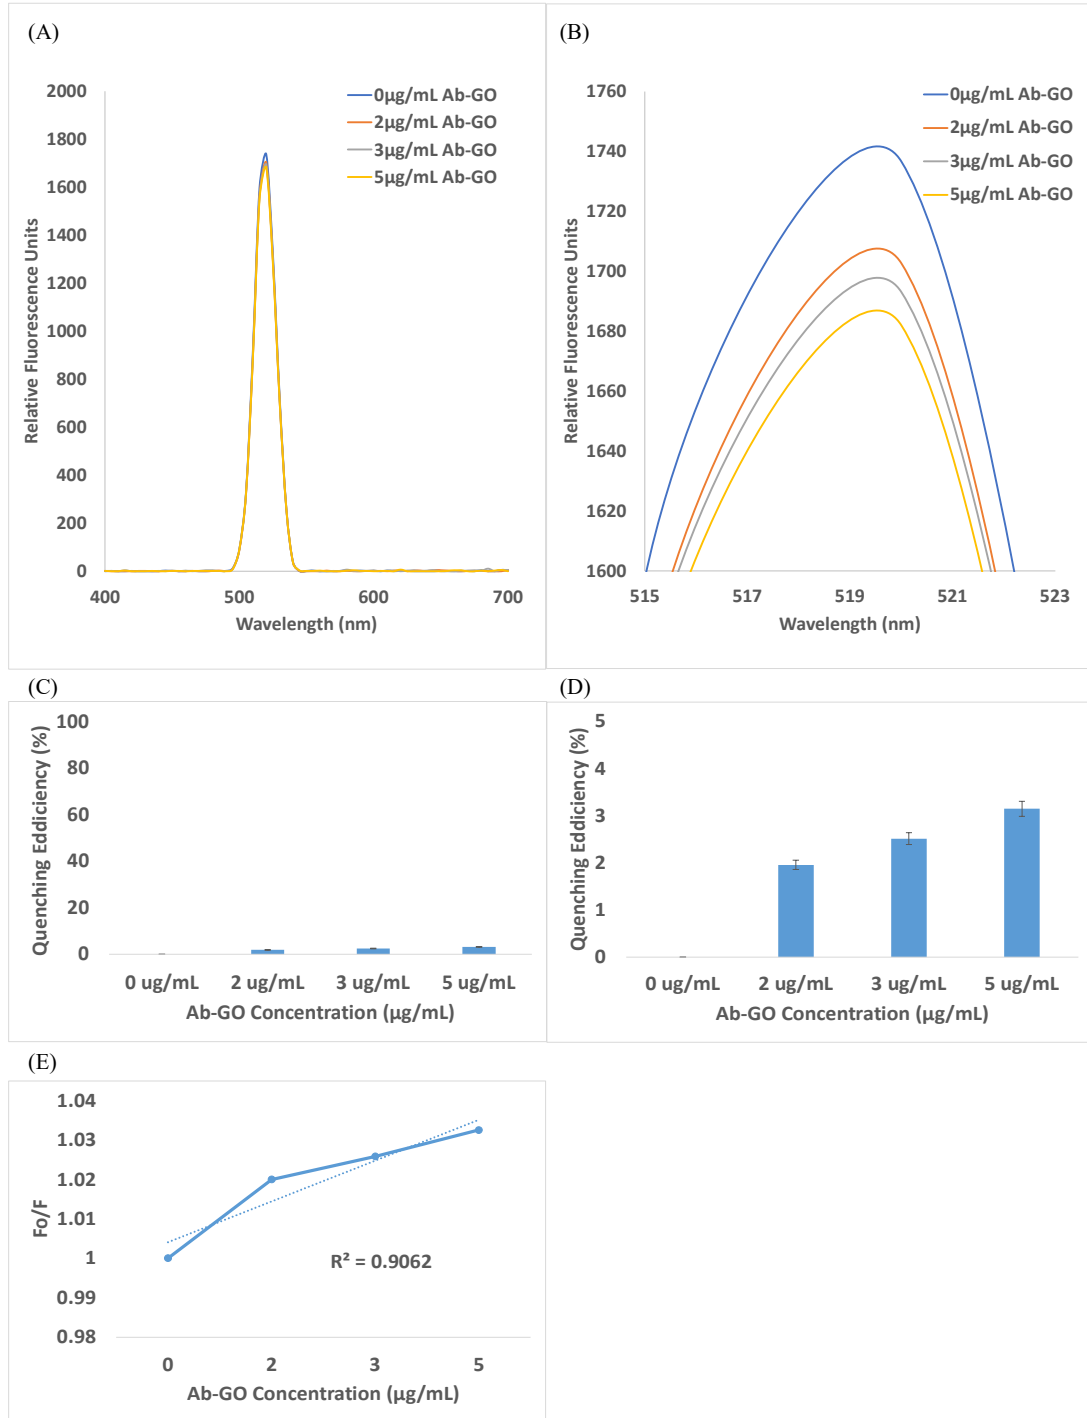 (A)
2000
1800
1600
1400
1200
1000
800
600
400
200
0
400
500
600
700
Relative Fluorescence Units
Wavelength (nm)
0µg/mL Ab-GO
2µg/mL Ab-GO
3µg/mL Ab-GO
5µg/mL Ab-GO
(B)
1760
1740
1720
1700
1680
1660
1640
1620
1600
515
517
519
521
523
Relative Fluorescence Units
Wavelength (nm)
0µg/mL Ab-GO
2µg/mL Ab-GO
3µg/mL Ab-GO
5µg/mL Ab-GO
(C)
100
80
60
40
20
0
Quenching Eddiciency (%)
0 ug/mL
2 ug/mL
3 ug/mL
5 ug/mL
Ab-GO Concentration (µg/mL)
(D)
5
4
3
2
1
0
Quenching Eddiciency (%)
0 ug/mL
2 ug/mL
3 ug/mL
5 ug/mL
Ab-GO Concentration (µg/mL)
(E)
1.04
1.03
1.02
1.01
1
0.99
0.98
Fo/F
R² = 0.9062
0
2
3
5
Ab-GO Concentration (µg/mL)